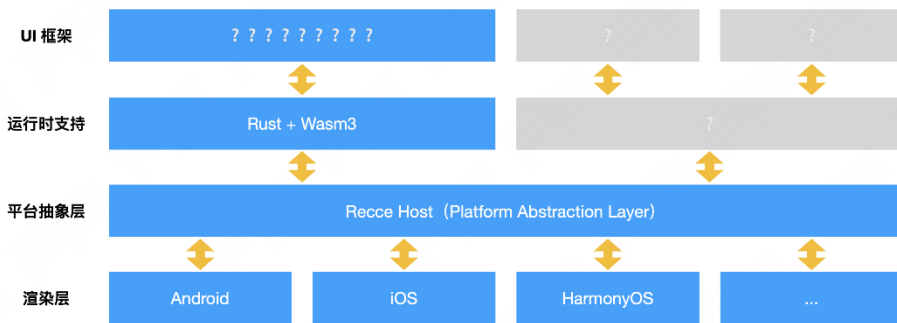 UI 框架
? ? ? ? ? ? ? ? ?
?
?
运行时支持
Rust + Wasm3
?
平台抽象层
Recce Host（Platform Abstraction Layer）
渲染层
Android
iOS
HarmonyOS
...